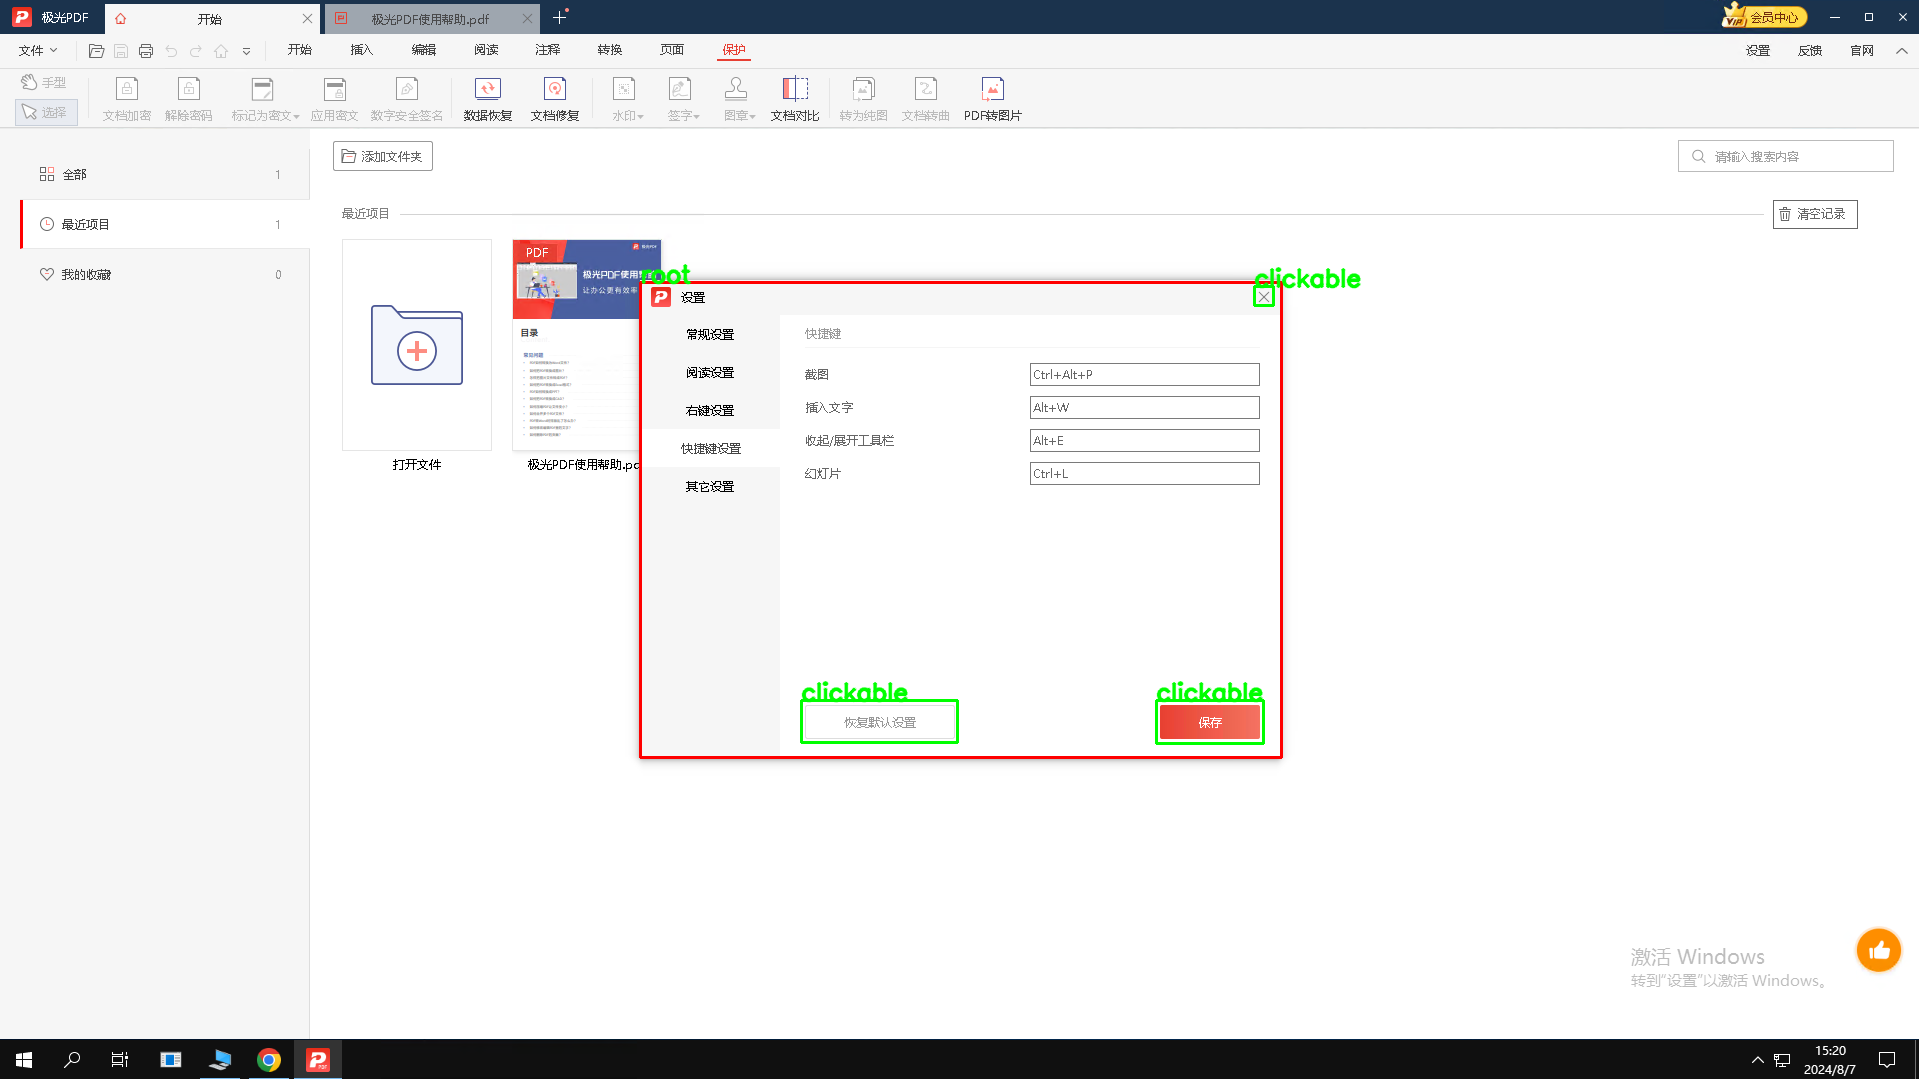 极光PDF
开始
极光PDF使用帮助.pdf
VIP 会员中心
文件
开始
插入
编辑
阅读
注释
转换
页面
保护
设置
反馈
官网
手型
选择
文档加密
解除密码
标记为密文
应用密文
数字安全签名
数据恢复
文档修复
水印
签字
图章
文档对比
转为纯图
文档转曲
PDF转图片
全部 1
最近项目 1
我的收藏 0
添加文件夹
请输入搜索内容
最近项目
清空记录
打开文件
PDF
极光PDF使用
让办公更有效率
目录
常见问题
极光PDF使用帮助.pd
root
clickable
设置
常规设置
阅读设置
右键设置
快捷键设置
其它设置
快捷键
截图 Ctrl+Alt+P
插入文字 Alt+W
收起/展开工具栏 Alt+E
幻灯片 Ctrl+L
clickable
恢复默认设置
clickable
保存
激活 Windows
转到“设置”以激活 Windows。
15:20
2024/8/7